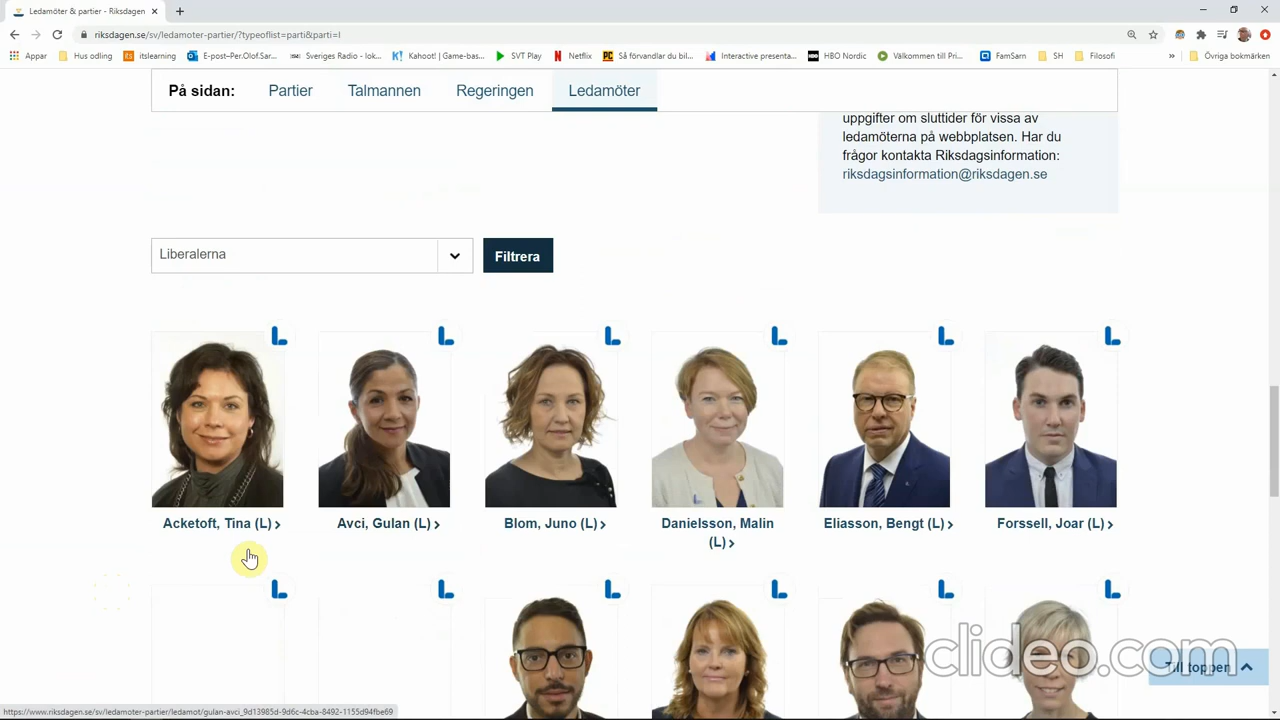 Ledamöter & partier - Riksdagen
riksdagen.se/sv/ledamoter-partier/?typeoflist=parti&parti=l
Appar Hus odling itslearning E-post–Per.Olof.Sar... Sveriges Radio - lok... Kahoot! | Game-bas... SVT Play Netflix Så förvandlar du bil... Interactive presenta... HBO Nordic Välkommen till Pri... FamSarn SH Filosofi » Övriga bokmärken
På sidan: Partier Talmannen Regeringen Ledamöter
uppgifter om sluttider för vissa av
ledamöterna på webbplatsen. Har du
frågor kontakta Riksdagsinformation:
riksdagsinformation@riksdagen.se
Liberalerna Filtrera
Acketoft, Tina (L) Avci, Gulan (L) Blom, Juno (L) Danielsson, Malin Eliasson, Bengt (L) Forssell, Joar (L)
(L)
clideo.com
Till toppen
https://www.riksdagen.se/sv/ledamoter-partier/ledamot/gulan-avci_9d13985d-9d6c-4cba-8492-1155d94fbe69